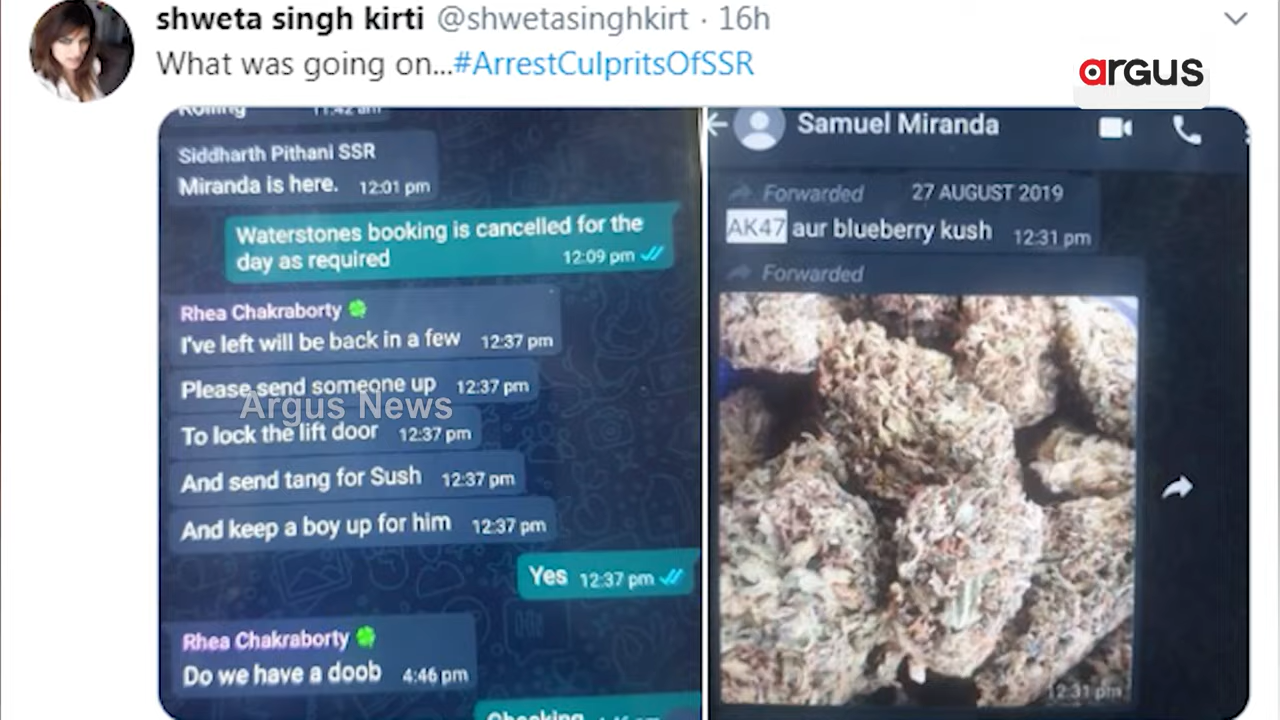 shweta singh kirti @shwetasinghkirt · 16h
What was going on...#ArrestCulpritsOfSSR
argus
Rolling 11:42 am
Siddharth Pithani SSR
Miranda is here. 12:01 pm
Waterstones booking is cancelled for the
day as required 12:09 pm
Rhea Chakraborty
I've left will be back in a few 12:37 pm
Please send someone up 12:37 pm
Argus News
To lock the lift door 12:37 pm
And send tang for Sush 12:37 pm
And keep a boy up for him 12:37 pm
Yes 12:37 pm
Rhea Chakraborty
Do we have a doob 4:46 pm
Samuel Miranda
Forwarded 27 AUGUST 2019
AK47 aur blueberry kush 12:31 pm
Forwarded
12:31 pm